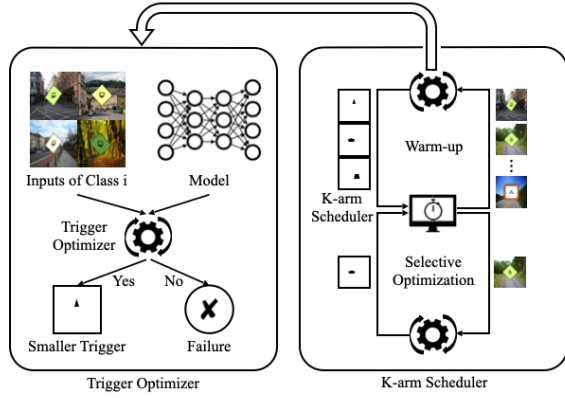 Inputs of Class i
Model
Trigger
Optimizer
Yes
No
Smaller Trigger
Failure
Trigger Optimizer
Warm-up
K-arm
Scheduler
Selective
Optimization
K-arm Scheduler